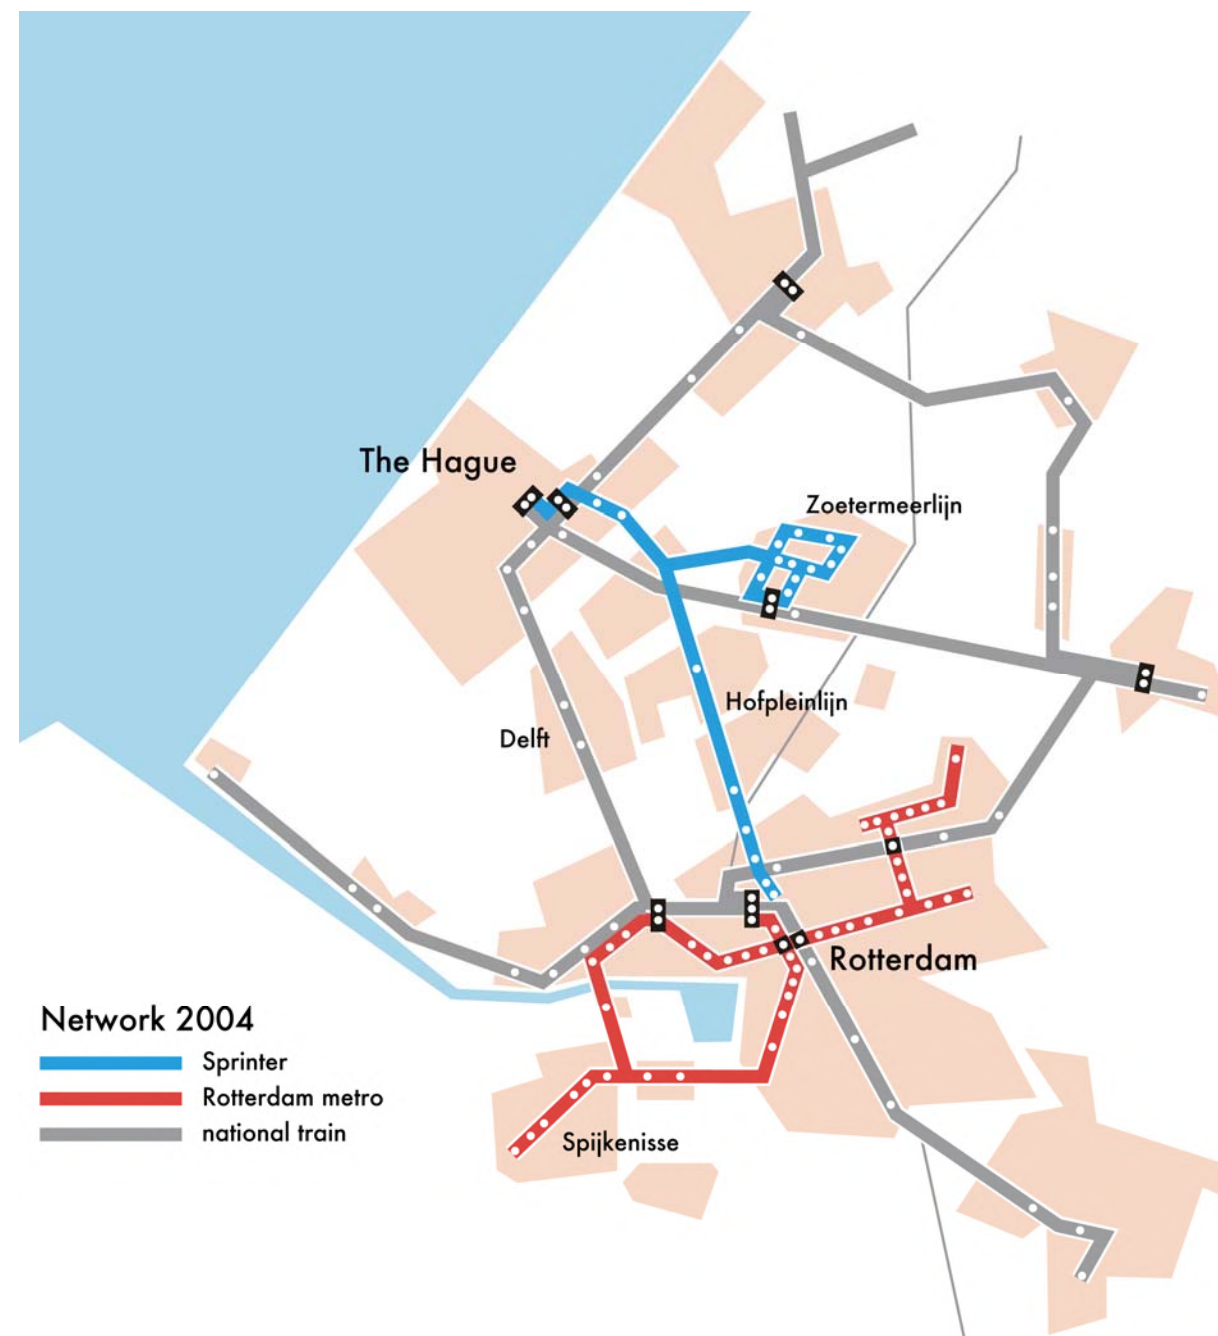 The Hague
Zoetermeerlijn
Hofpleinlijn
Delft
Rotterdam
Network 2004
Sprinter
Rotterdam metro
national train
Spijkenisse